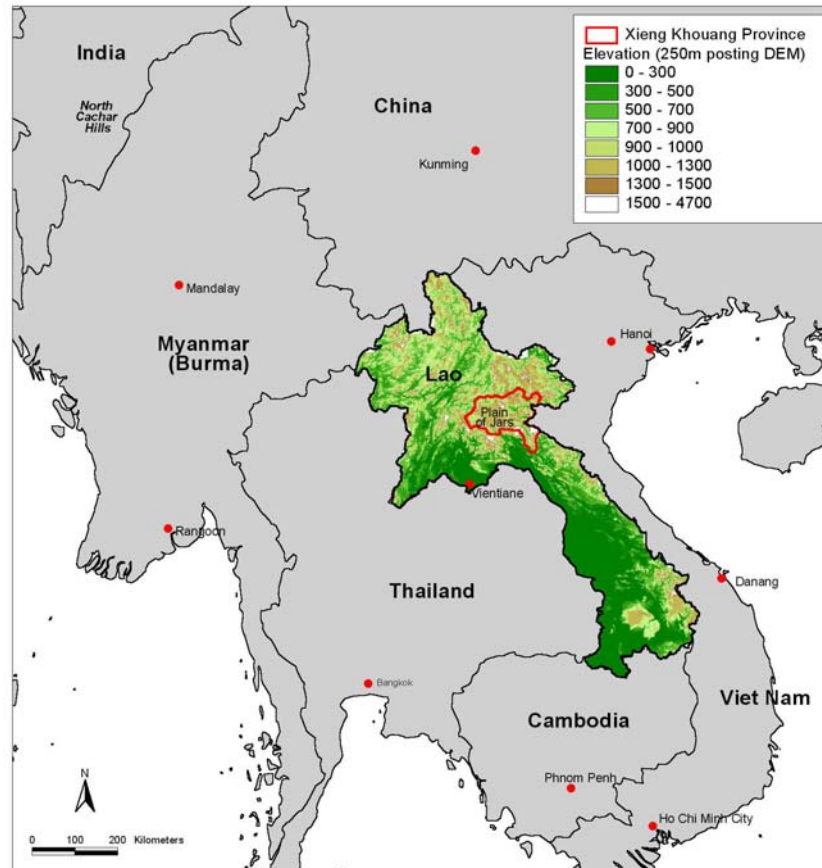 India
North
Cachar
Hills
China
Kunming
Xieng Khouang Province
Elevation (250m posting DEM)
0 - 300
300 - 500
500 - 700
700 - 900
900 - 1000
1000 - 1300
1300 - 1500
1500 - 4700
Mandalay
Myanmar
(Burma)
Hanoi
Lao
Plain
of Jars
Vientiane
Rangoon
Thailand
Danang
Bangkok
Viet Nam
Cambodia
Phnom Penh
Ho Chi Minh City
N
0 100 200 Kilometers